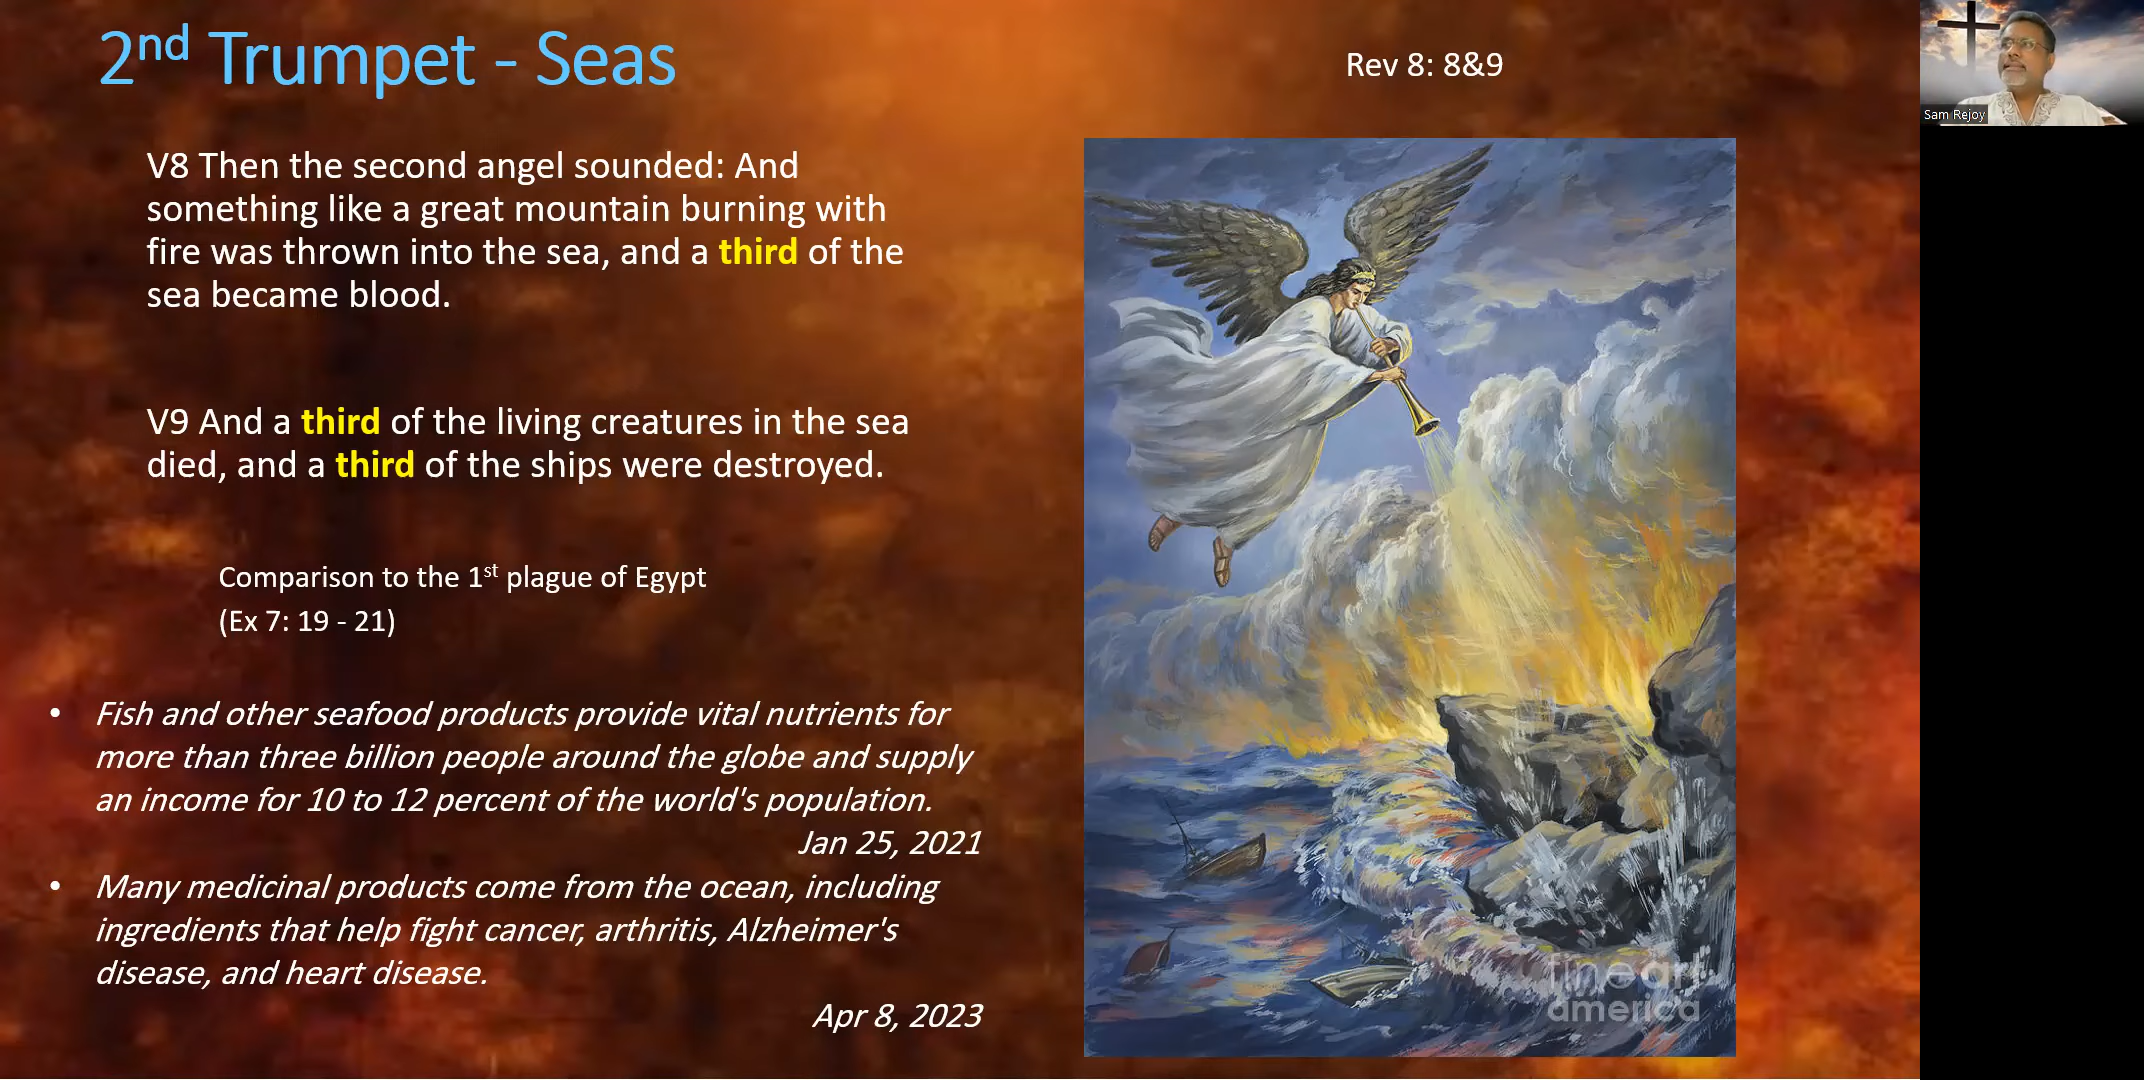 2nd Trumpet - Seas
Rev 8: 8&9
Sam Rejoy
V8 Then the second angel sounded: And
something like a great mountain burning with
fire was thrown into the sea, and a third of the
sea became blood.
V9 And a third of the living creatures in the sea
died, and a third of the ships were destroyed.
Comparison to the 1st plague of Egypt
(Ex 7: 19 - 21)
• Fish and other seafood products provide vital nutrients for
more than three billion people around the globe and supply
an income for 10 to 12 percent of the world's population.
Jan 25, 2021
• Many medicinal products come from the ocean, including
ingredients that help fight cancer, arthritis, Alzheimer's
disease, and heart disease.
Apr 8, 2023
fineart
america